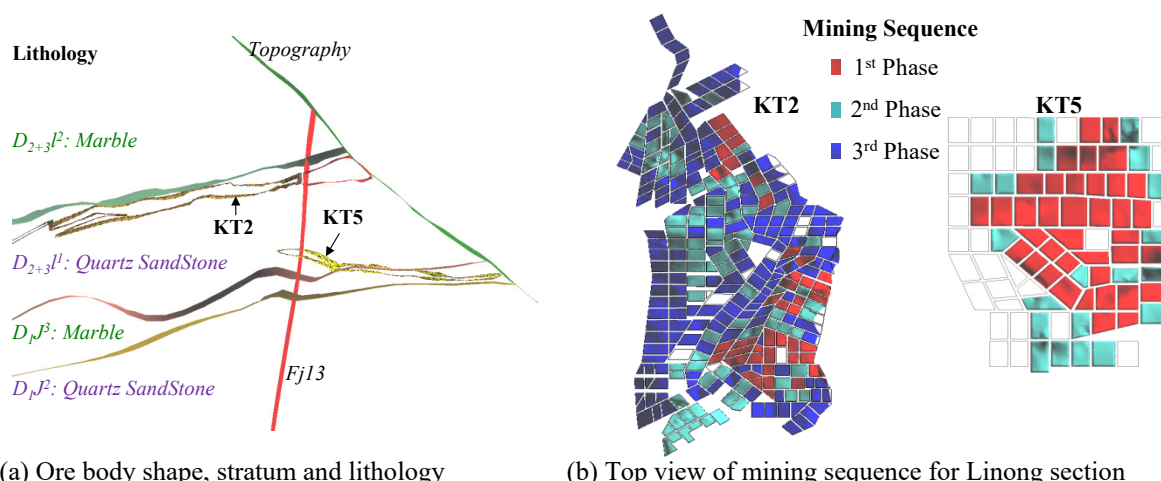 Lithology
Topography
D₂₊₃l²: Marble
KT2
KT5
D₂₊₃l¹: Quartz SandStone
D₁J³: Marble
D₁J²: Quartz SandStone
Fj13
(a) Ore body shape, stratum and lithology
Mining Sequence
1ˢᵗ Phase
2ⁿᵈ Phase
3ʳᵈ Phase
KT2
KT5
(b) Top view of mining sequence for Linong section